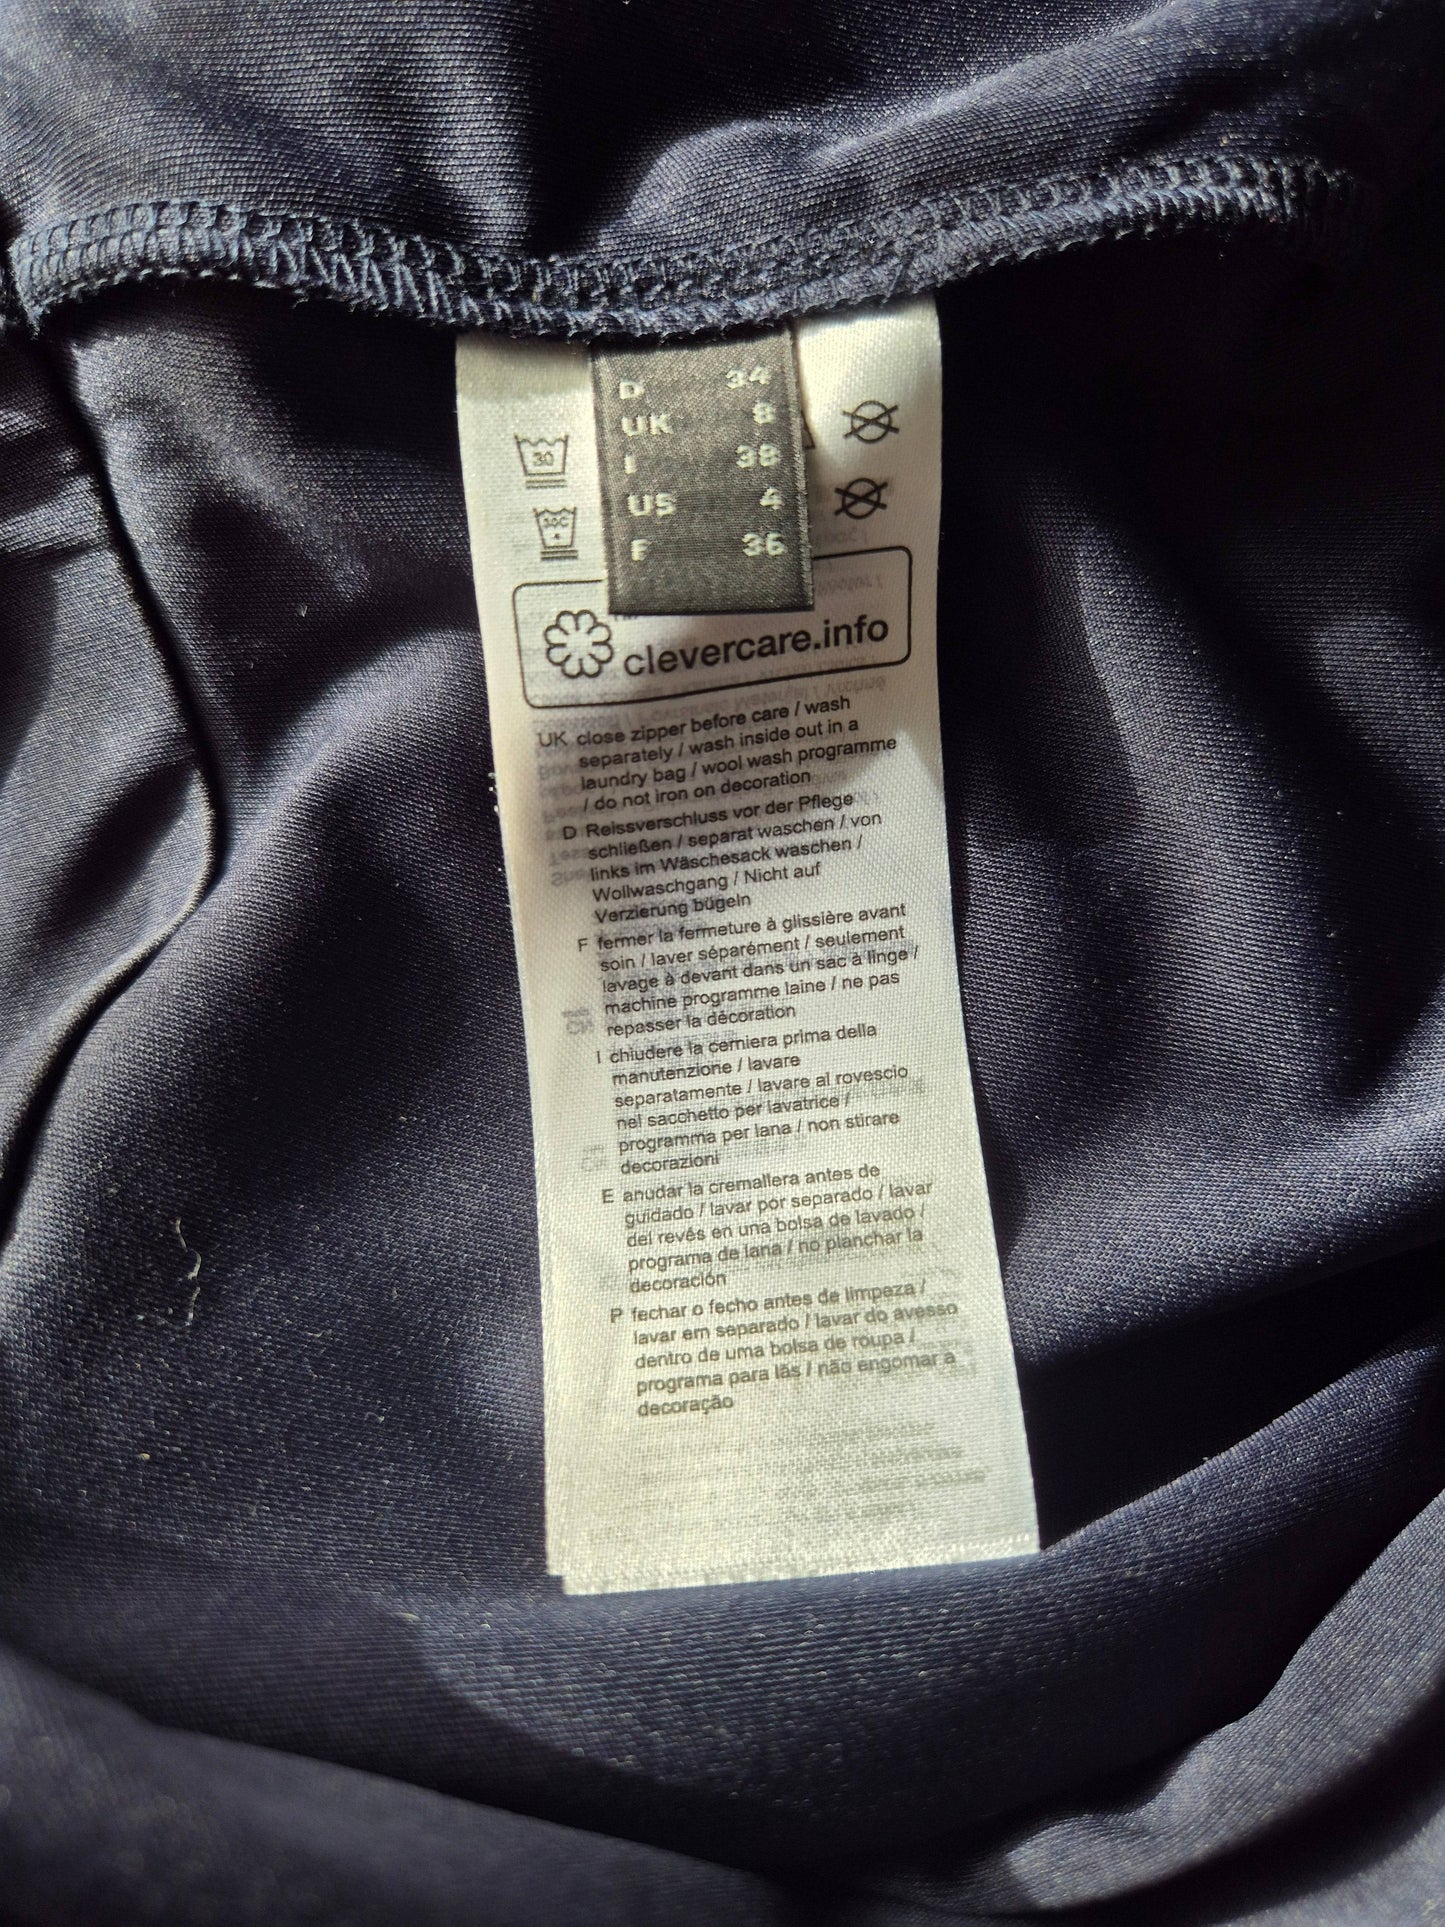 D 34
UK 8
I 38
US 4
F 36
30
30C
clevercare.info
UK close zipper before care / wash
separately / wash inside out in a
laundry bag / wool wash programme
/ do not iron on decoration
D Reissverschluss vor der Pflege
schließen / separat waschen / von
links im Wäschesack waschen /
Wollwaschgang / Nicht auf
Verzierung bügeln
F fermer la fermeture à glissière avant
soin / laver séparément / seulement
lavage à devant dans un sac à linge /
machine programme laine / ne pas
repasser la décoration
I chiudere la cerniera prima della
manutenzione / lavare
separatamente / lavare al rovescio
nel sacchetto per lavatrice /
programma per lana / non stirare
decorazioni
E anudar la cremallera antes de
guidado / lavar por separado / lavar
del revés en una bolsa de lavado /
programa de lana / no planchar la
decoración
P fechar o fecho antes de limpeza /
lavar em separado / lavar do avesso
dentro de uma bolsa de roupa /
programa para lãs / não engomar a
decoração